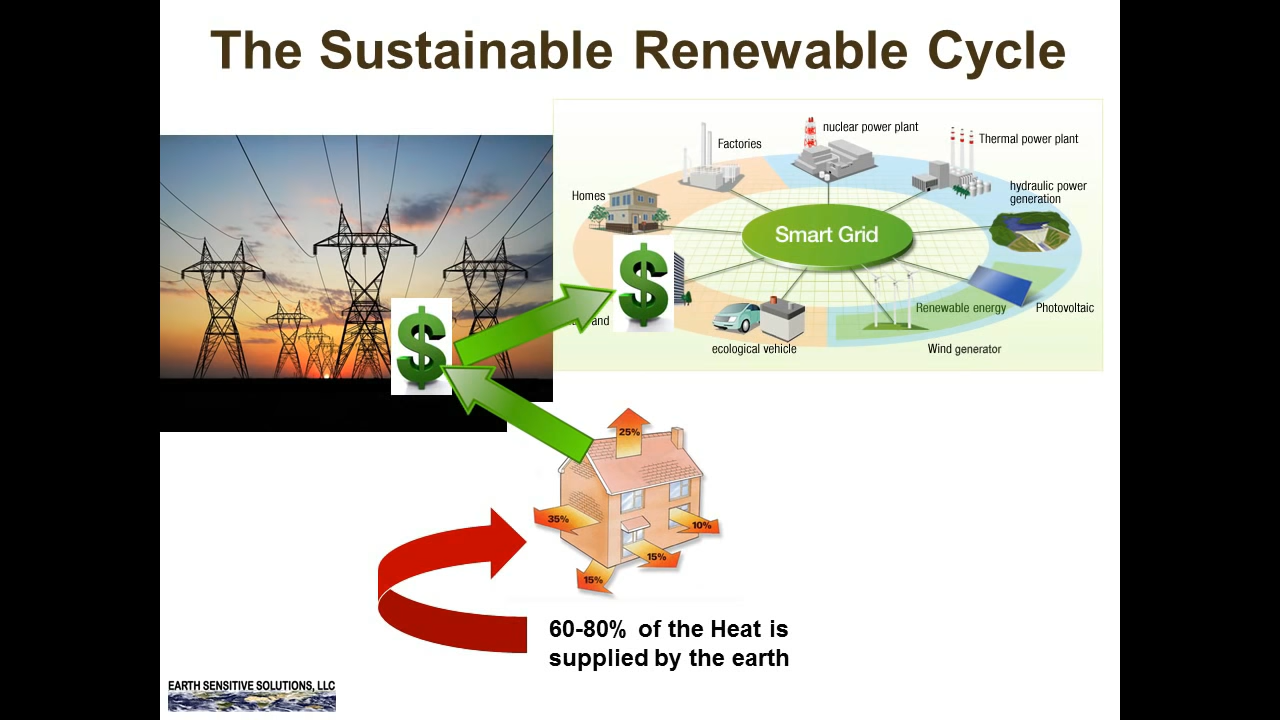 The Sustainable Renewable Cycle
nuclear power plant
Factories
Thermal power plant
hydraulic power
generation
Homes
Smart Grid
$
$
Renewable energy
Photovoltaic
and
ecological vehicle
Wind generator
25%
35%
10%
15%
15%
60-80% of the Heat is
supplied by the earth
EARTH SENSITIVE SOLUTIONS, LLC